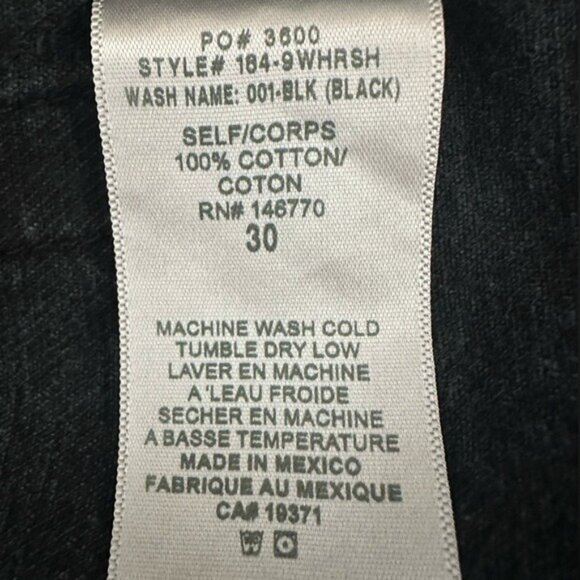 PO# 3600
STYLE# 184-9WHRSH
WASH NAME: 001-BLK (BLACK)
SELF/CORPS
100% COTTON/
COTON
RN# 146770
30
MACHINE WASH COLD
TUMBLE DRY LOW
LAVER EN MACHINE
A'LEAU FROIDE
SECHER EN MACHINE
A BASSE TEMPERATURE
MADE IN MEXICO
FABRIQUE AU MEXIQUE
CA# 19371